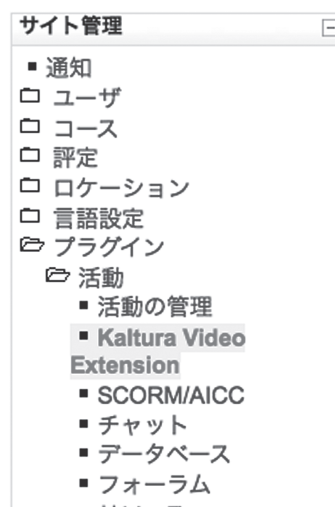 サイト管理
通知
ユーザ
コース
評定
ロケーション
言語設定
プラグイン
活動
活動の管理
Kaltura Video
Extension
SCORM/AICC
チャット
データベース
フォーラム